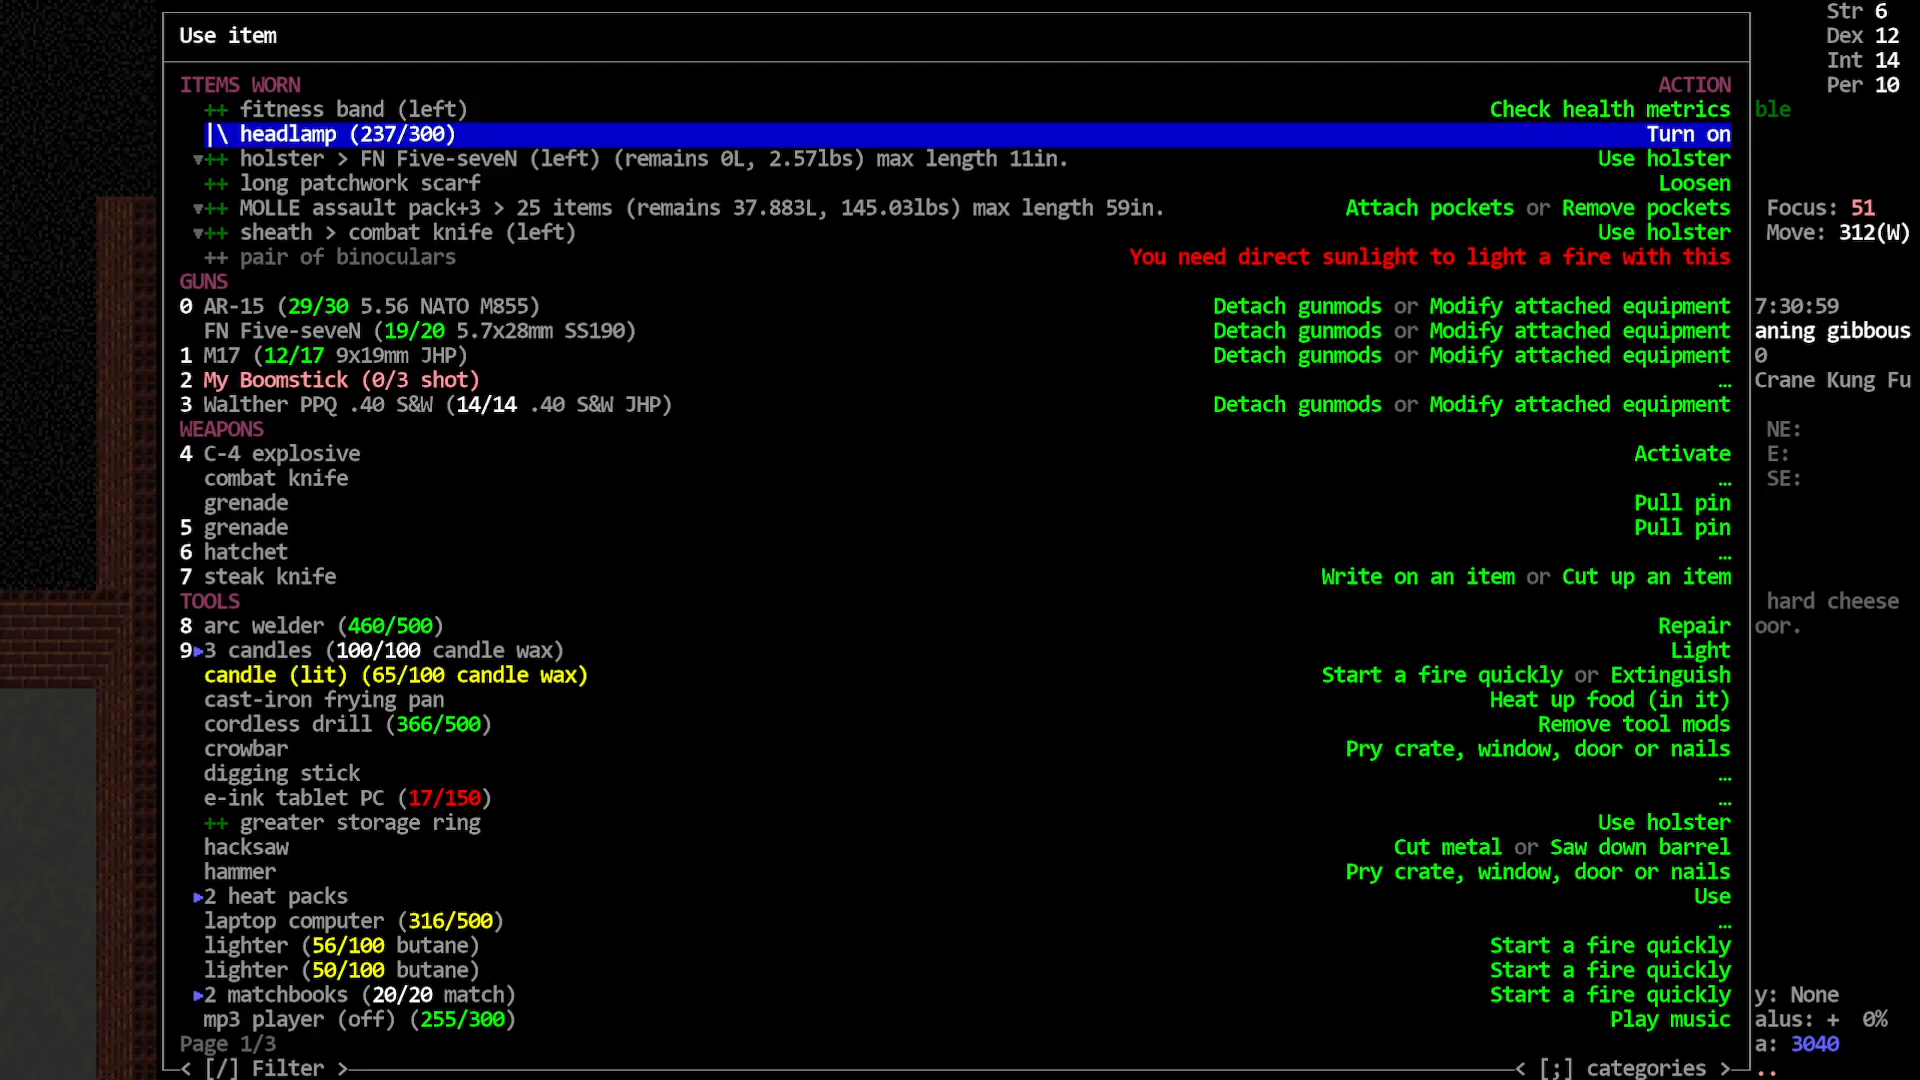 Use item
Str 6
Dex 12
Int 14
Per 10
ITEMS WORN ACTION
++ fitness band (left) Check health metrics ble
|\ headlamp (237/300) Turn on
▾++ holster > FN Five-seveN (left) (remains 0L, 2.57lbs) max length 11in. Use holster
++ long patchwork scarf Loosen
▾++ MOLLE assault pack+3 > 25 items (remains 37.883L, 145.03lbs) max length 59in. Attach pockets or Remove pockets Focus: 51
▾++ sheath > combat knife (left) Use holster Move: 312(W)
++ pair of binoculars You need direct sunlight to light a fire with this
GUNS
0 AR-15 (29/30 5.56 NATO M855) Detach gunmods or Modify attached equipment 7:30:59
FN Five-seveN (19/20 5.7x28mm SS190) Detach gunmods or Modify attached equipment aning gibbous
1 M17 (12/17 9x19mm JHP) Detach gunmods or Modify attached equipment 0
2 My Boomstick (0/3 shot) … Crane Kung Fu
3 Walther PPQ .40 S&W (14/14 .40 S&W JHP) Detach gunmods or Modify attached equipment
WEAPONS NE:
4 C-4 explosive Activate E:
combat knife … SE:
grenade Pull pin
5 grenade Pull pin
6 hatchet …
7 steak knife Write on an item or Cut up an item
TOOLS hard cheese
8 arc welder (460/500) Repair oor.
9▸3 candles (100/100 candle wax) Light
candle (lit) (65/100 candle wax) Start a fire quickly or Extinguish
cast-iron frying pan Heat up food (in it)
cordless drill (366/500) Remove tool mods
crowbar Pry crate, window, door or nails
digging stick …
e-ink tablet PC (17/150) …
++ greater storage ring Use holster
hacksaw Cut metal or Saw down barrel
hammer Pry crate, window, door or nails
▸2 heat packs Use
laptop computer (316/500) …
lighter (56/100 butane) Start a fire quickly
lighter (50/100 butane) Start a fire quickly
▸2 matchbooks (20/20 match) Start a fire quickly y: None
mp3 player (off) (255/300) Play music alus: + 0%
Page 1/3 a: 3040
< [/] Filter > < [;] categories > ..